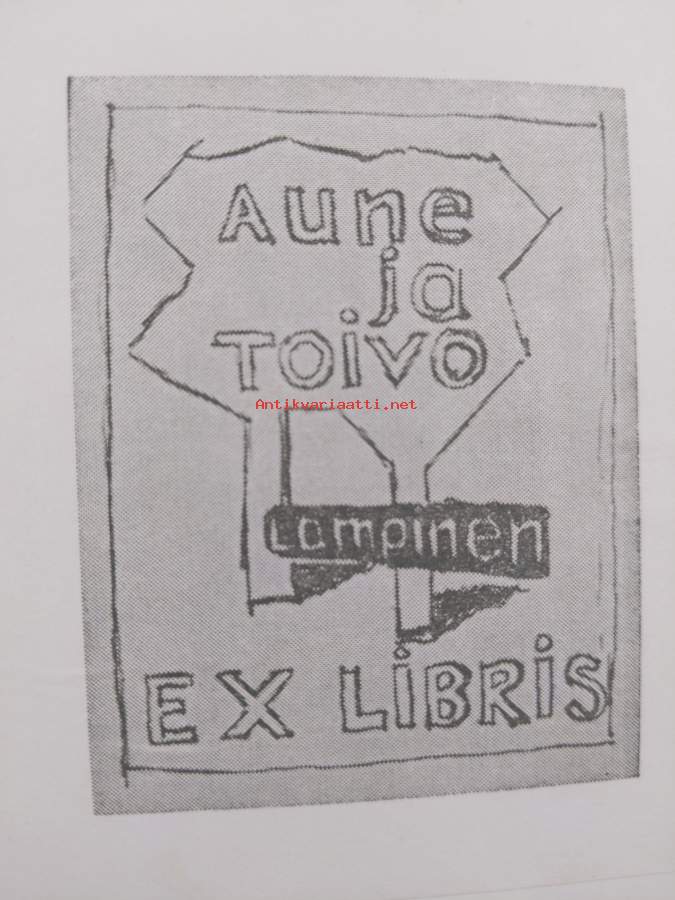 Aune
ja
TOiVO
Antikvariaatti.net
Lampinen
EX LiBRiS